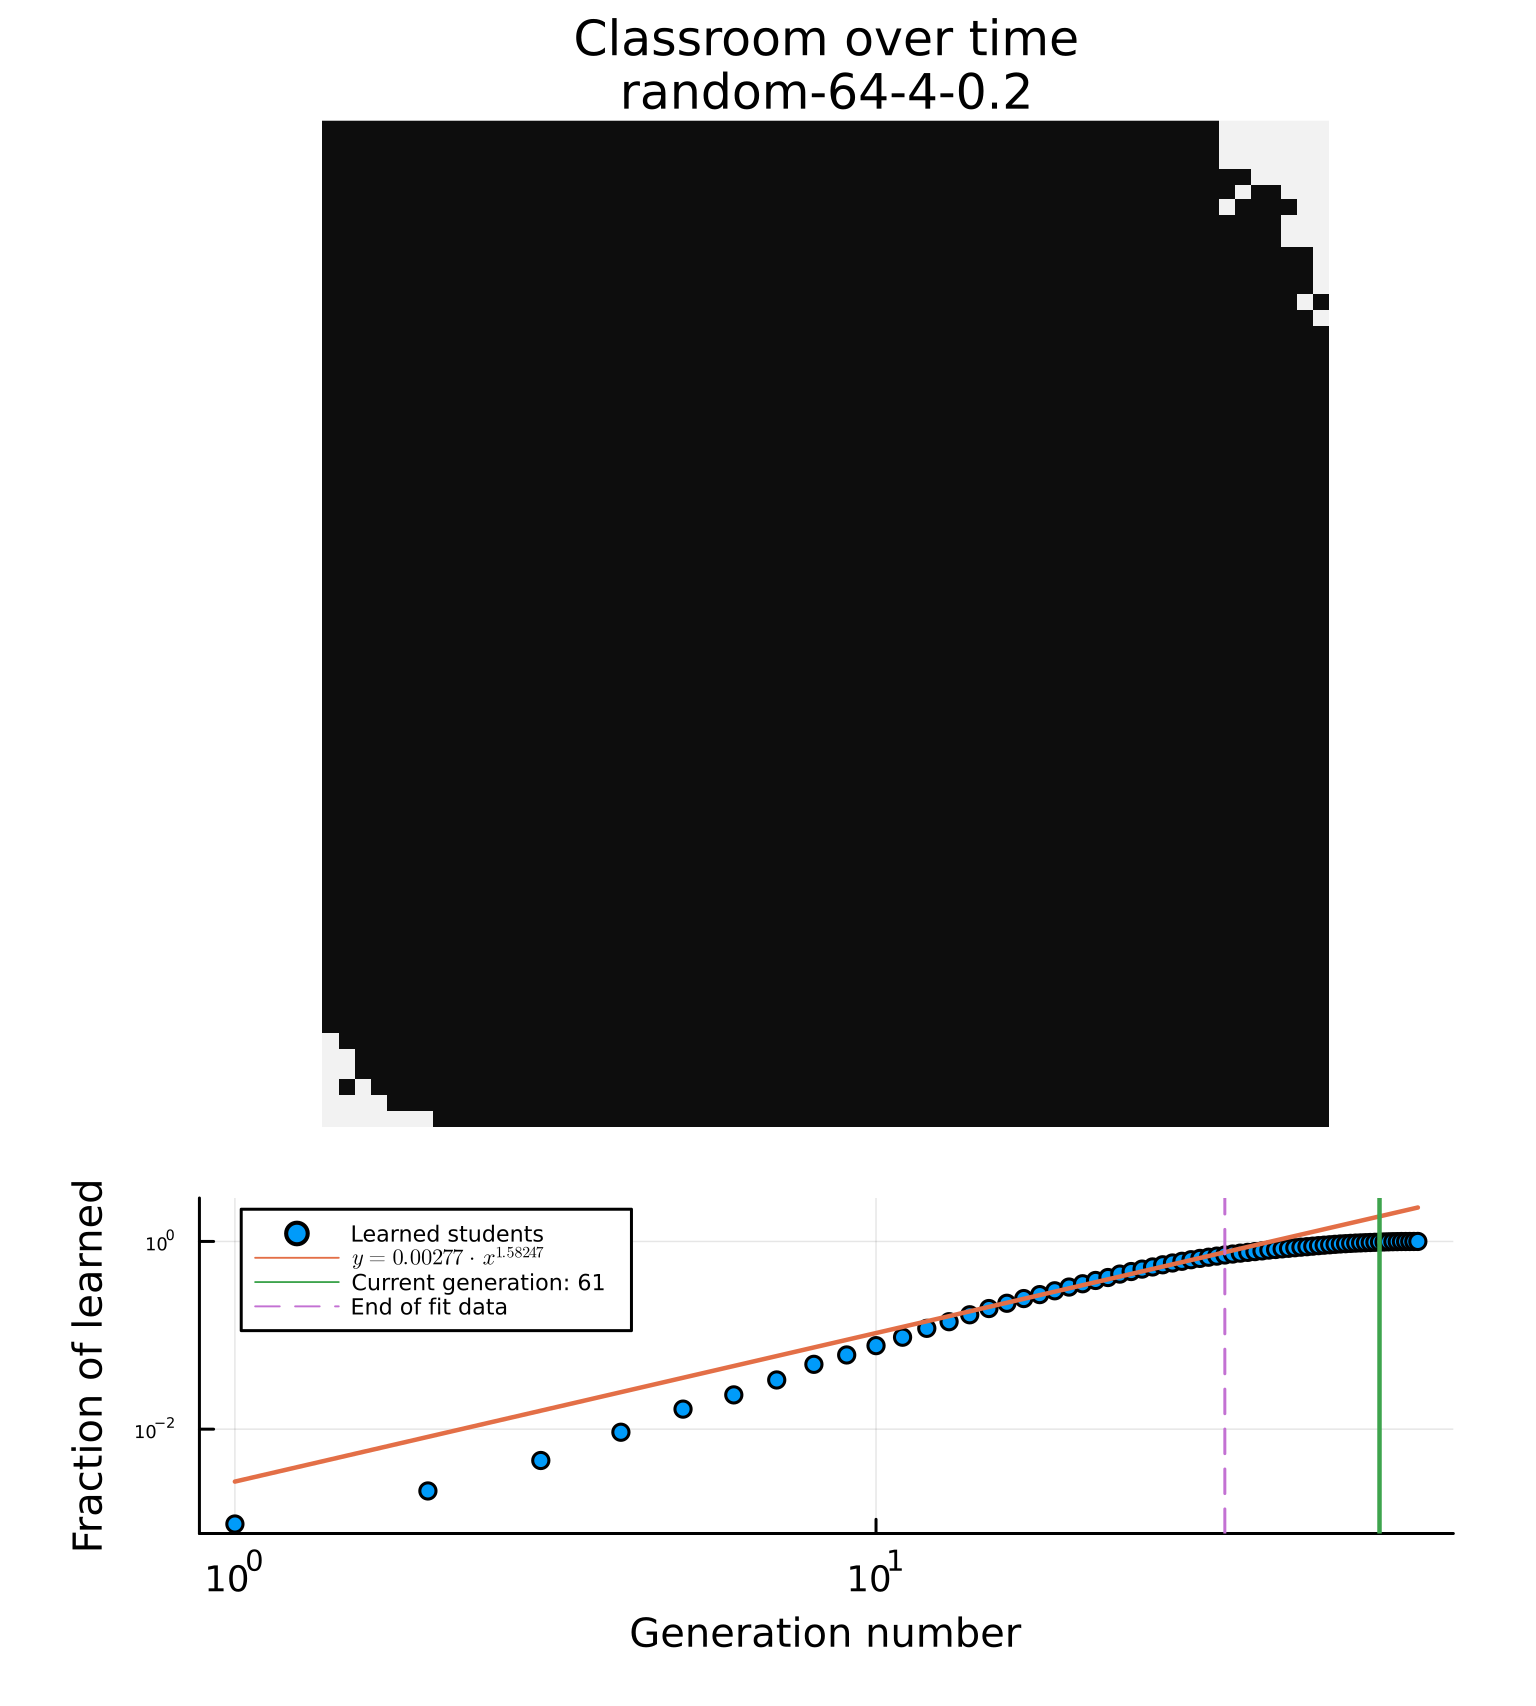 Classroom over time
random-64-4-0.2
Fraction of learned
10⁰
10⁻²
Learned students
y = 0.00277 · x^1.58247
Current generation: 61
End of fit data
10⁰
10¹
Generation number